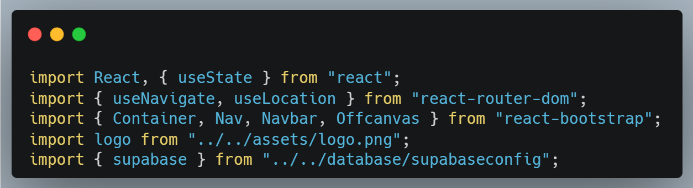 import React, { useState } from "react";
import { useNavigate, useLocation } from "react-router-dom";
import { Container, Nav, Navbar, Offcanvas } from "react-bootstrap";
import logo from "../../assets/logo.png";
import { supabase } from "../../database/supabaseconfig";